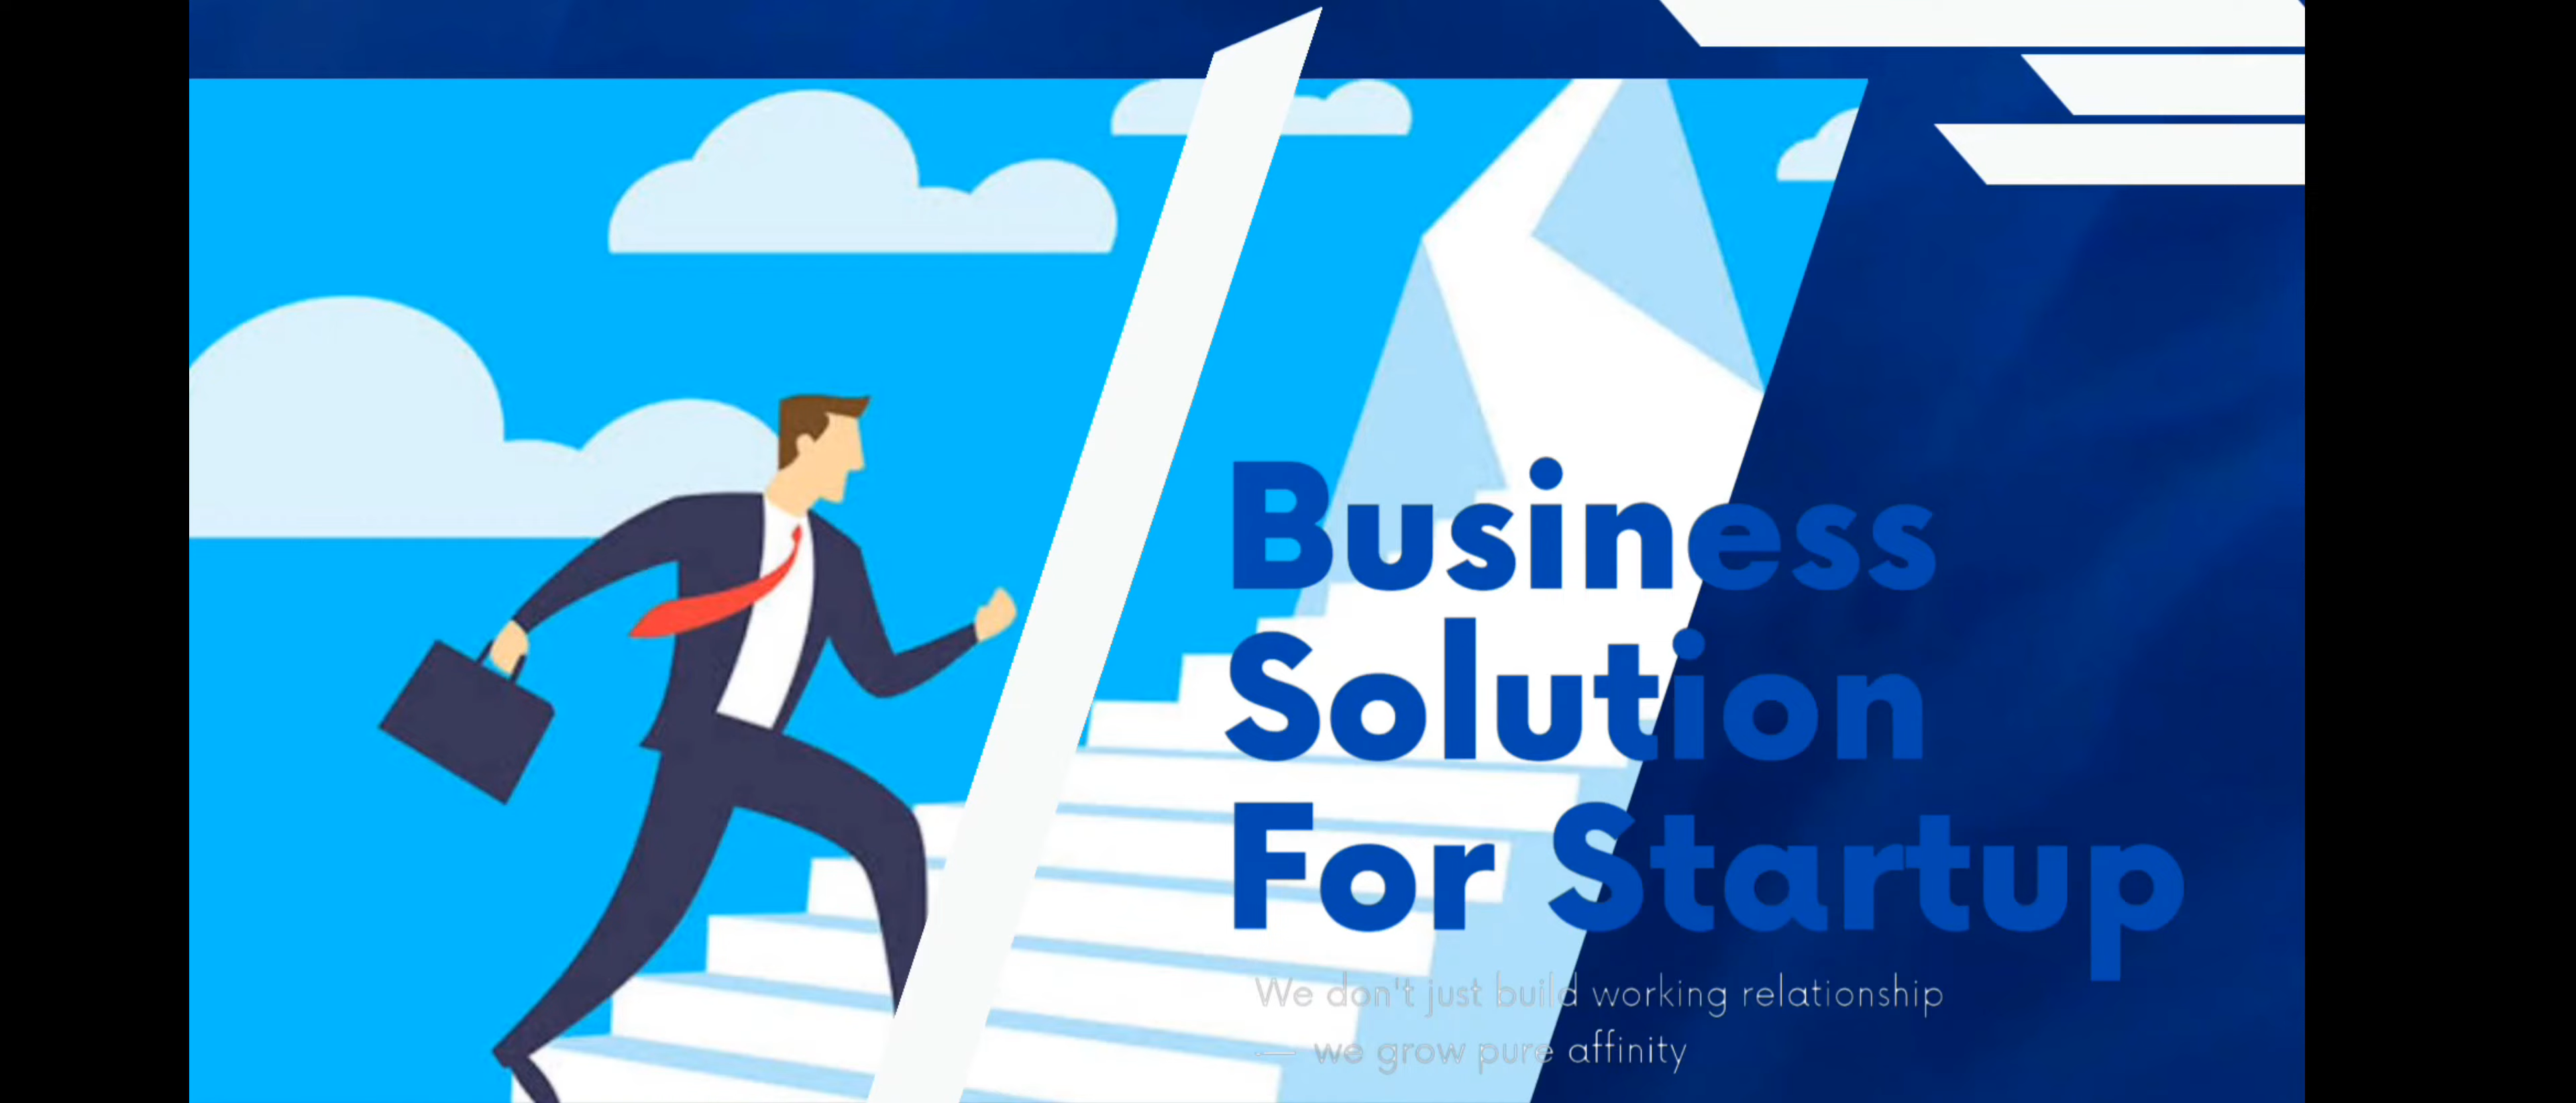 Business
Solution
For Startup
We don't just build working relationship
— we grow pure affinity